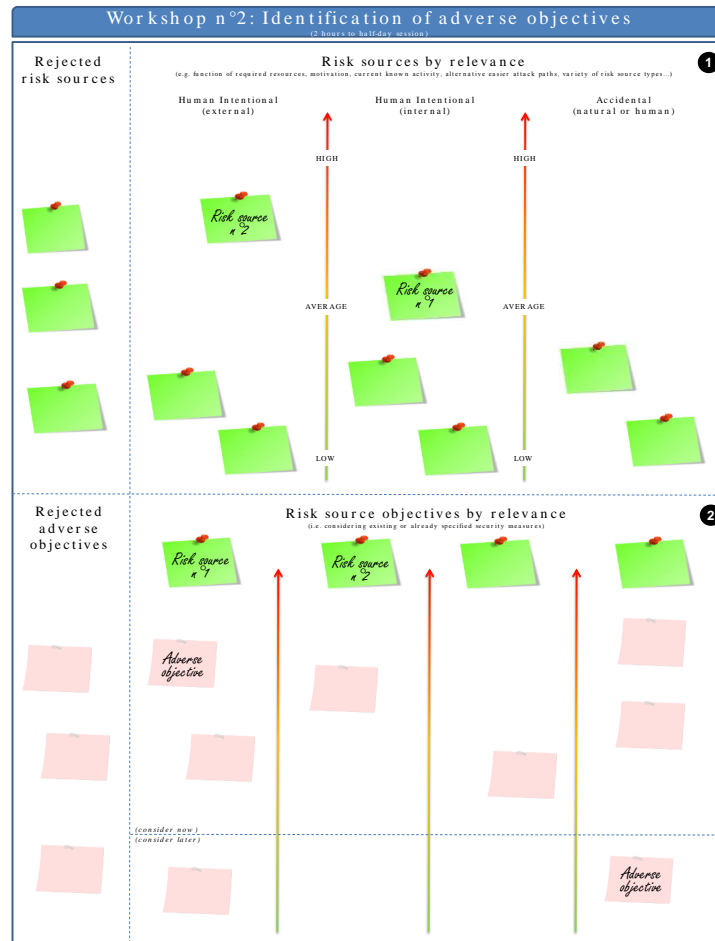 Workshop n°2: Identification of adverse objectives
(2 hours to half-day session)
Rejected
risk sources
Risk sources by relevance
(e.g. function of required resources, motivation, current known activity, alternative easier attack paths, variety of risk source types...)
1
Human Intentional
(external)
Human Intentional
(internal)
Accidental
(natural or human)
HIGH
HIGH
Risk source
n°2
Risk source
n°1
AVERAGE
AVERAGE
LOW
LOW
Rejected
adverse
objectives
Risk source objectives by relevance
(i.e. considering existing or already specified security measures)
2
Risk source
n°1
Risk source
n°2
Adverse
objective
(consider now)
(consider later)
Adverse
objective